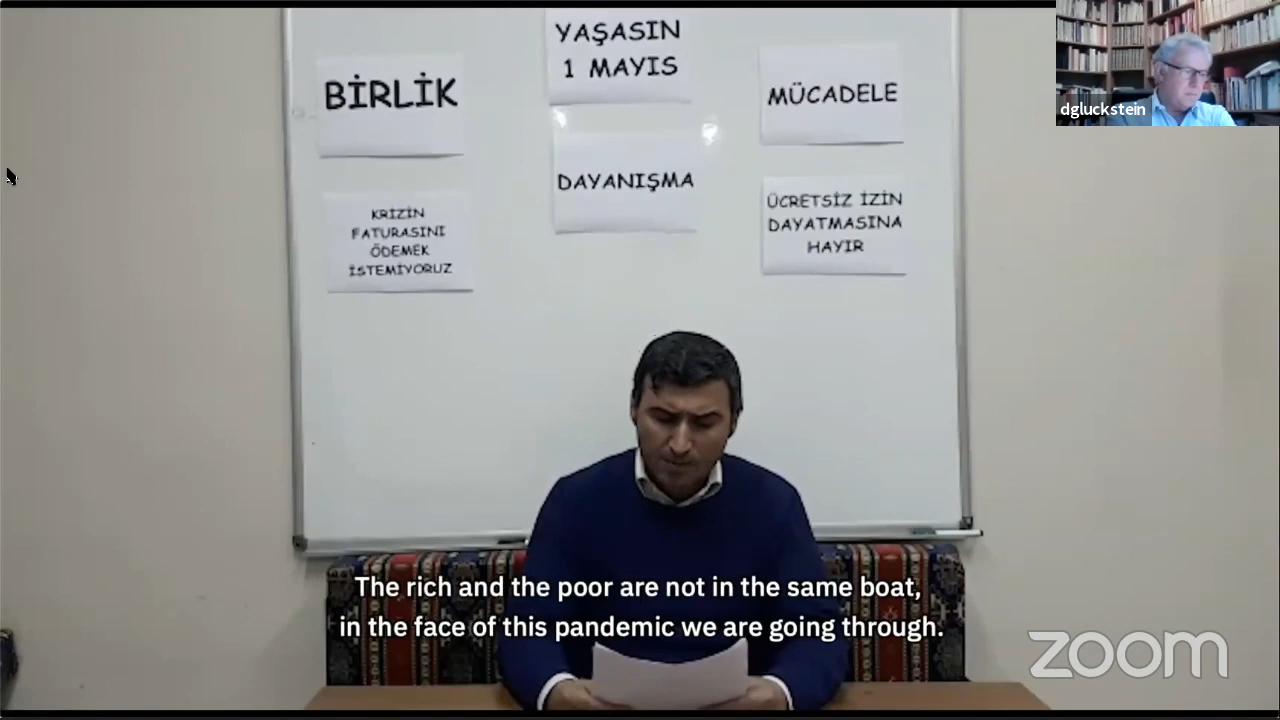 YAŞASIN
1 MAYIS
BİRLİK
MÜCADELE
DAYANIŞMA
KRİZİN
FATURASINI
ÖDEMEK
İSTEMİYORUZ
ÜCRETSİZ İZİN
DAYATMASINA
HAYIR
dgluckstein
The rich and the poor are not in the same boat,
in the face of this pandemic we are going through.
zoom